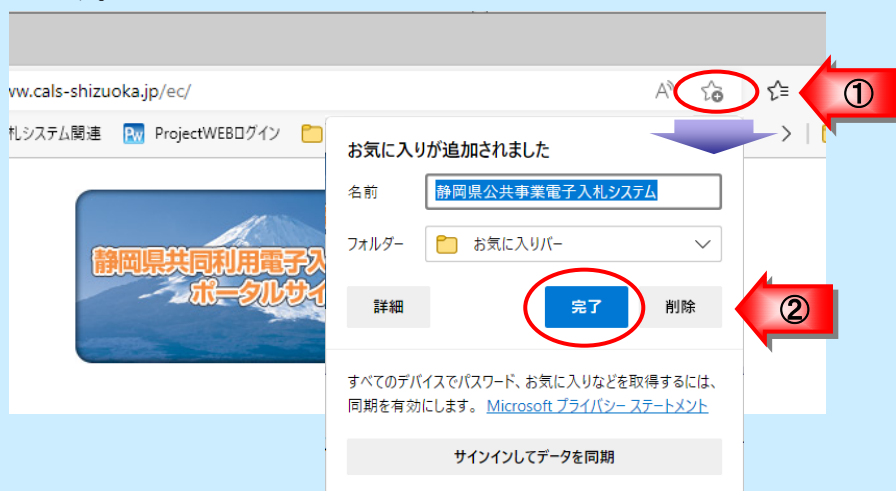 ww.cals-shizuoka.jp/ec/
①
札システム関連 Pw ProjectWEBログイン
お気に入りが追加されました
名前 静岡県公共事業電子入札システム
フォルダー お気に入りバー
静岡県共同利用電子入
ポータルサイ
詳細 完了 削除
②
すべてのデバイスでパスワード、お気に入りなどを取得するには、
同期を有効にします。 Microsoft プライバシー ステートメント
サインインしてデータを同期